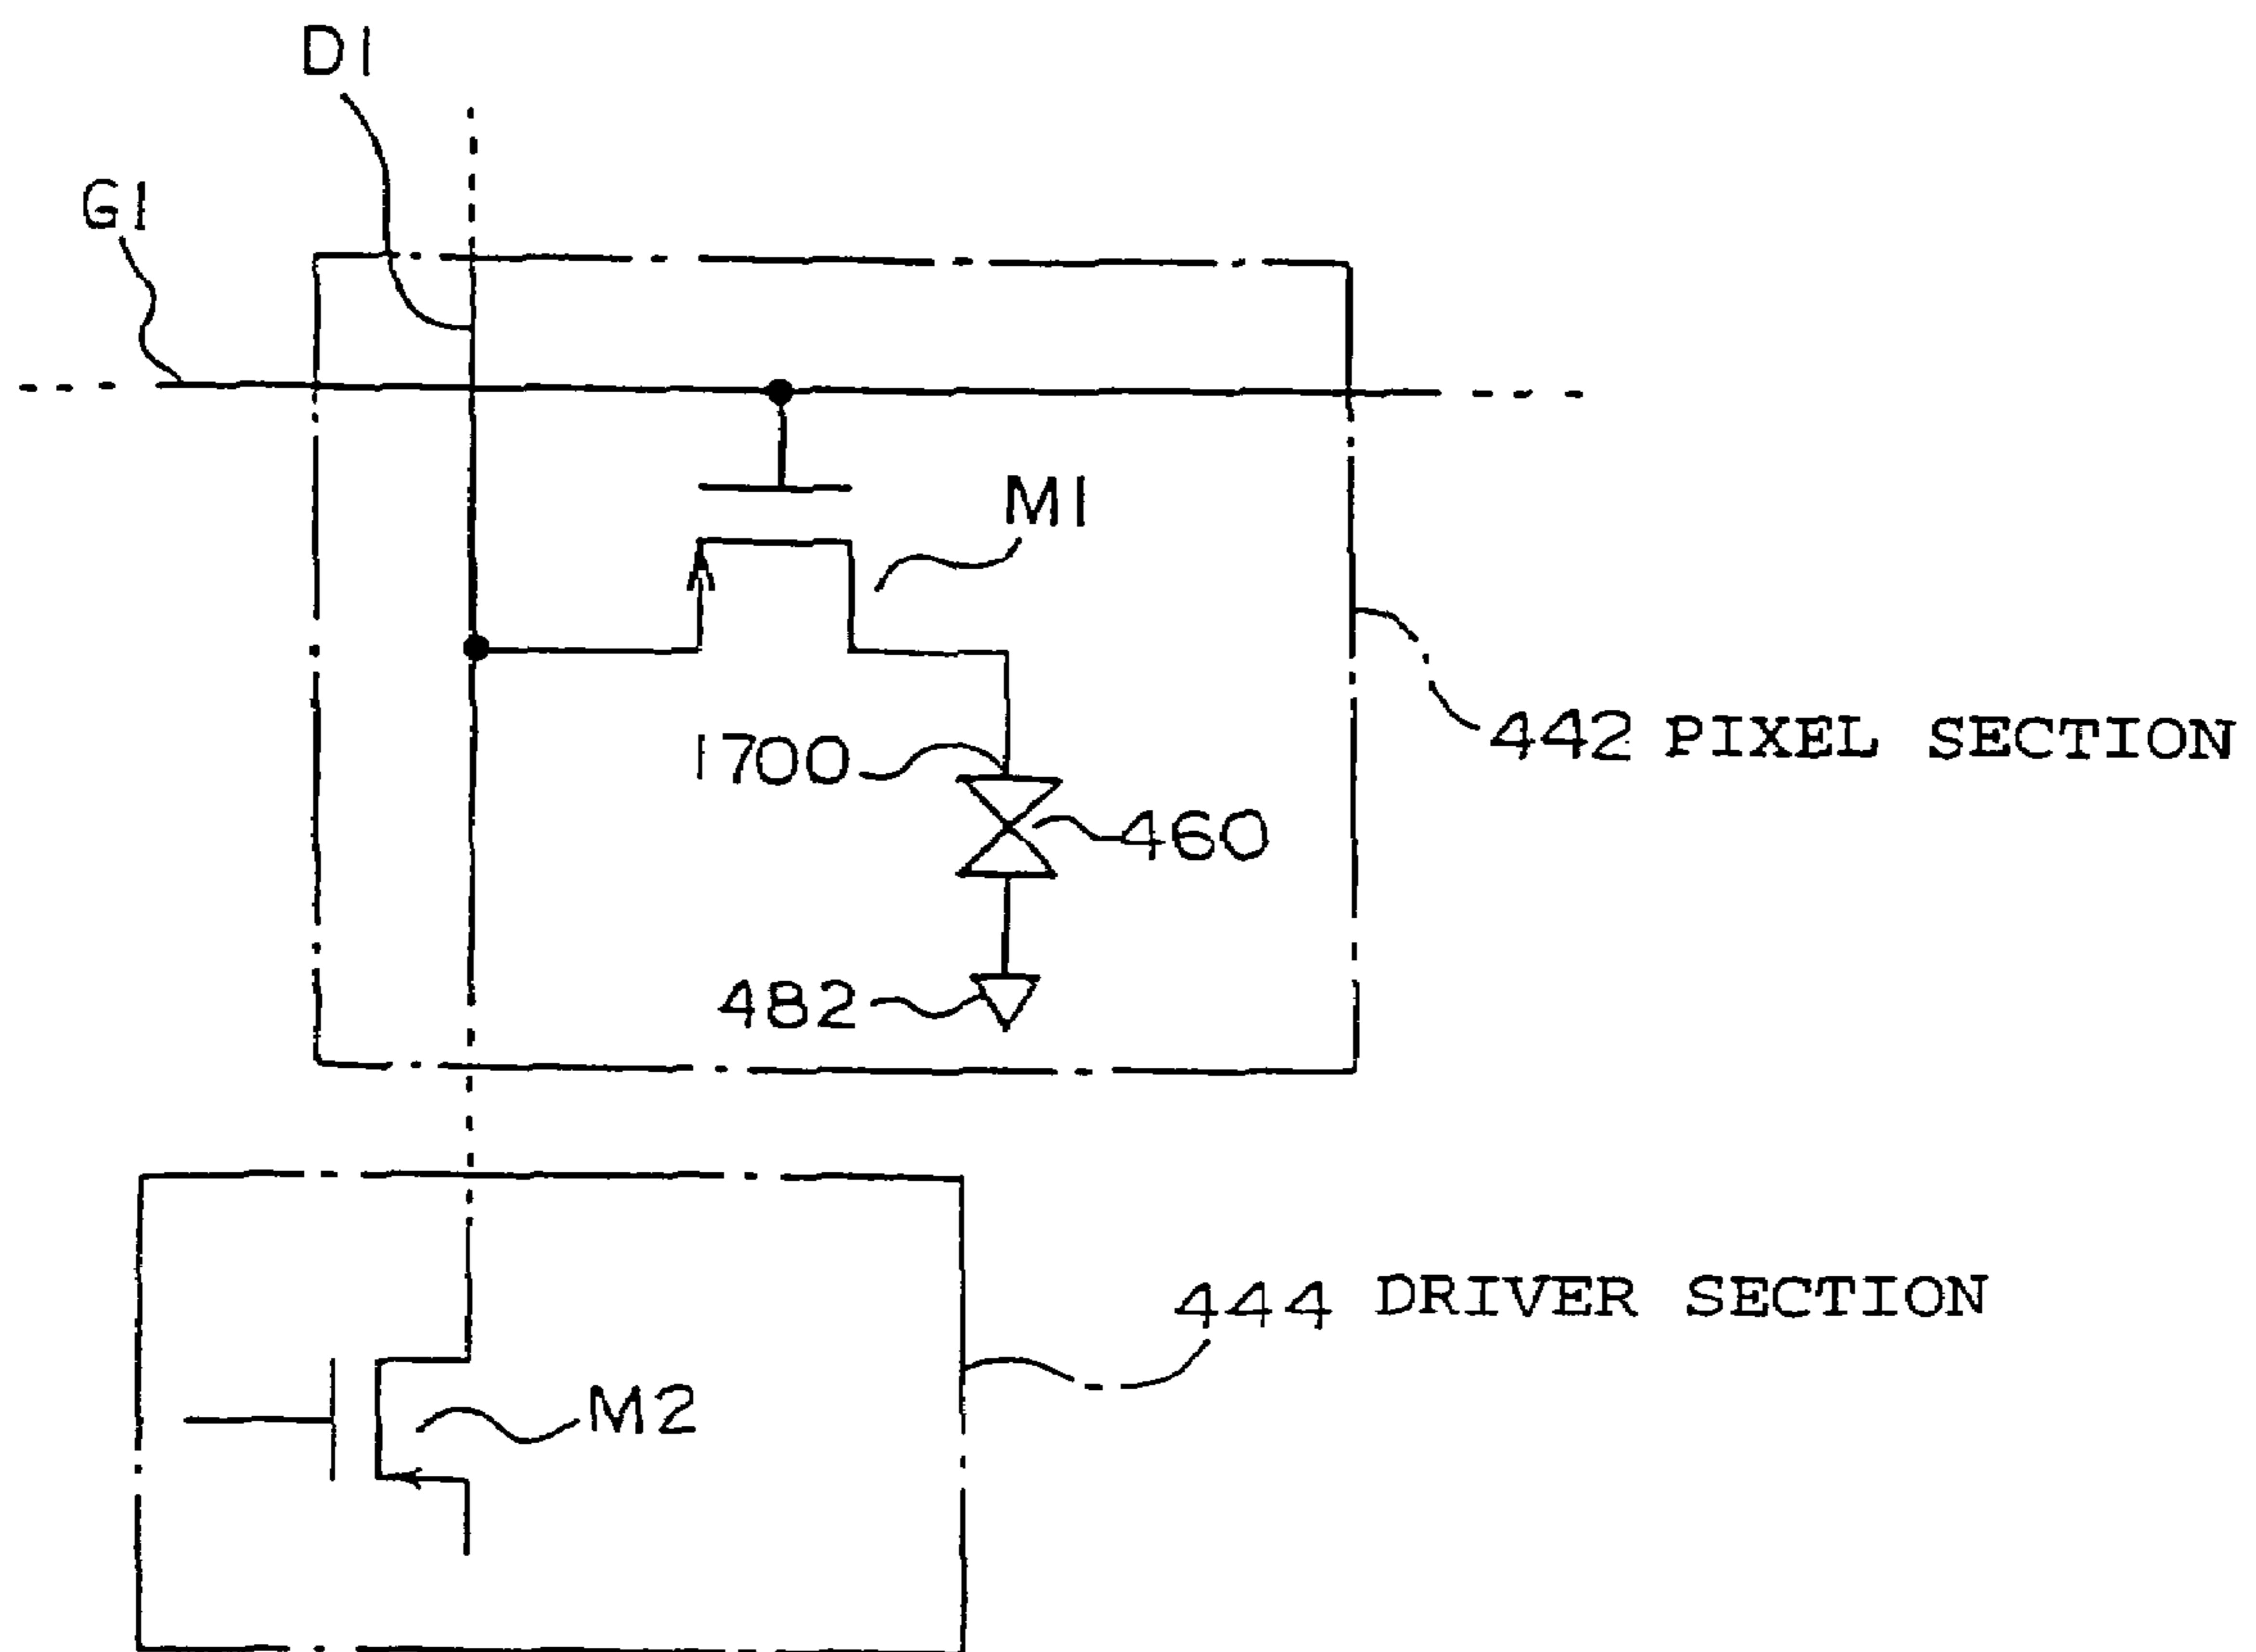 D1
G1
M1
442 PIXEL SECTION
1700
460
482
444 DRIVER SECTION
M2